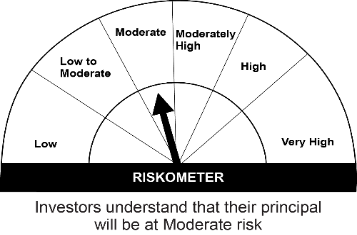 Moderate
Moderately
High
Low to
Moderate
High
Low
Very High
RISKOMETER
Investors understand that their principal
will be at Moderate risk